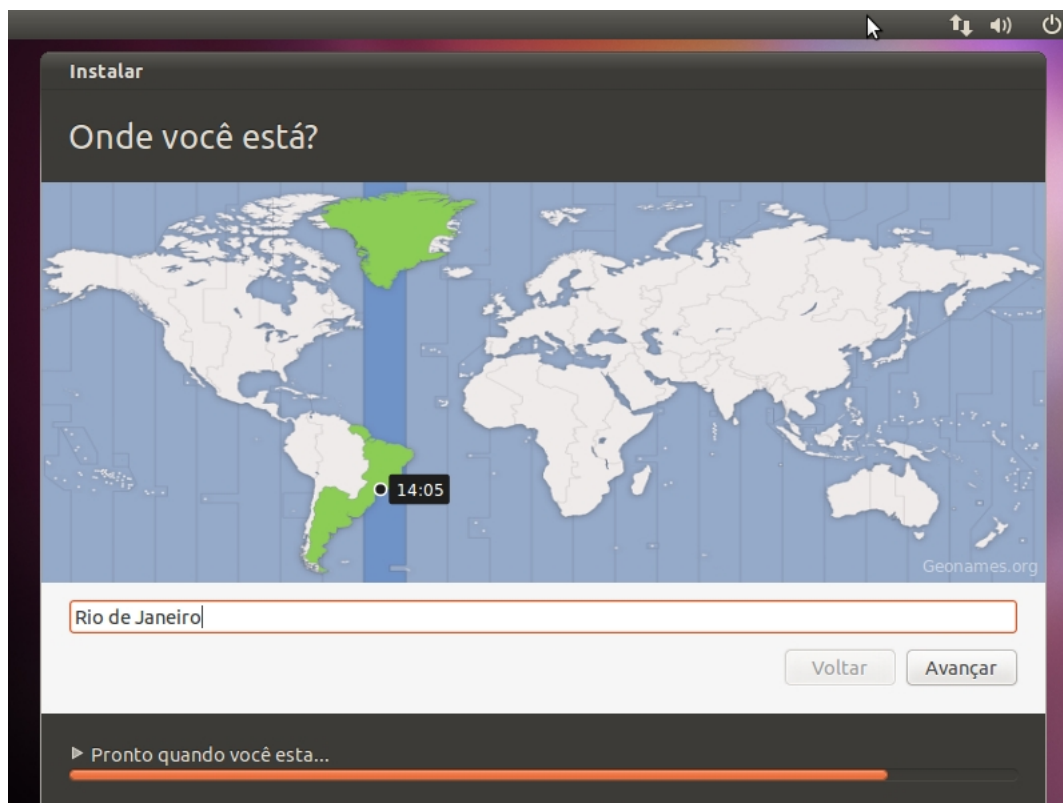 Instalar
Onde você está?
14:05
Geonames.org
Rio de Janeiro
Voltar
Avançar
Pronto quando você esta...